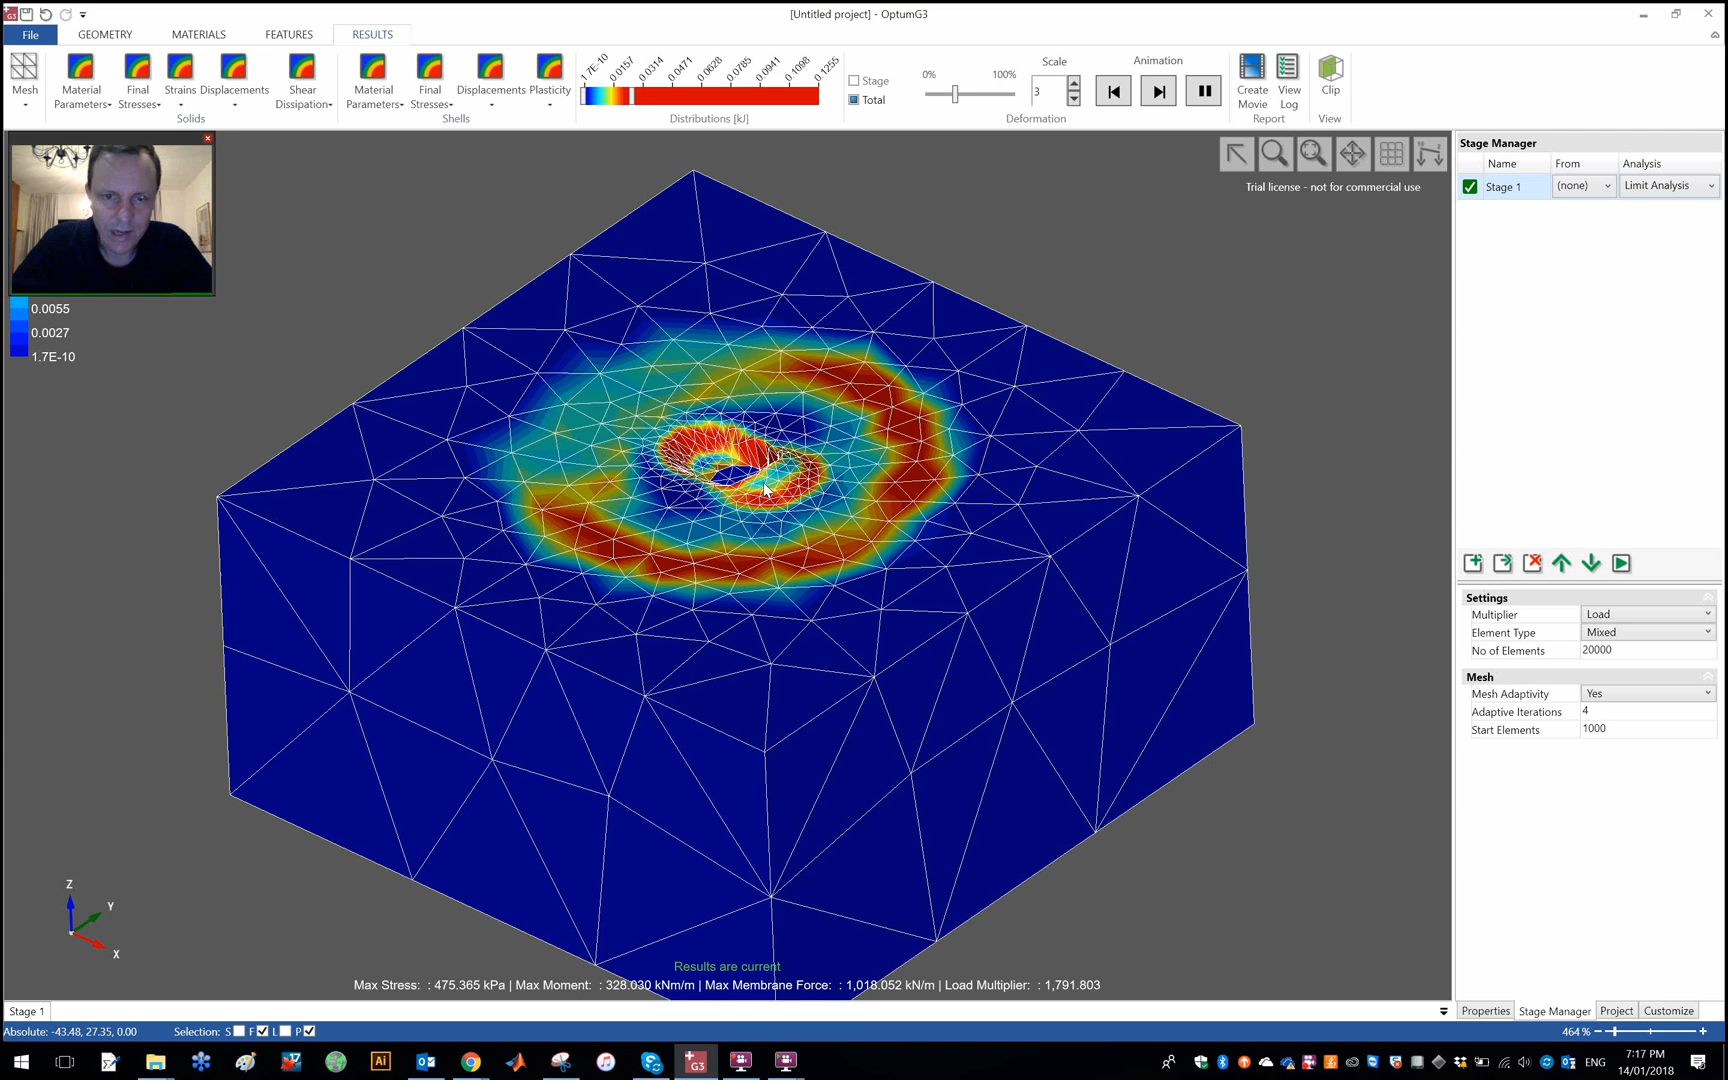 G3
[Untitled project] - OptumG3
File GEOMETRY MATERIALS FEATURES RESULTS
Mesh
Material Parameters
Final Stresses
Strains
Displacements
Shear Dissipation
Solids
Material Parameters
Final Stresses
Displacements
Plasticity
Shells
1.7E-10 0.0157 0.0314 0.0471 0.0628 0.0785 0.0941 0.1098 0.1255
Distributions [kJ]
Stage
Total
0% 100%
Scale
3
Animation
Deformation
Create Movie
View Log
Report
Clip
View
Trial license - not for commercial use
0.0055
0.0027
1.7E-10
Z
Y
X
Results are current
Max Stress: : 475.365 kPa | Max Moment: : 328.030 kNm/m | Max Membrane Force: : 1,018.052 kN/m | Load Multiplier: : 1,791.803
Stage Manager
Name From Analysis
Stage 1 (none) Limit Analysis
Settings
Multiplier Load
Element Type Mixed
No of Elements 20000
Mesh
Mesh Adaptivity Yes
Adaptive Iterations 4
Start Elements 1000
Stage 1
Properties Stage Manager Project Customize
Absolute: -43.48, 27.35, 0.00 Selection: S F L P
464 %
Ai
G3
ENG
7:17 PM
14/01/2018